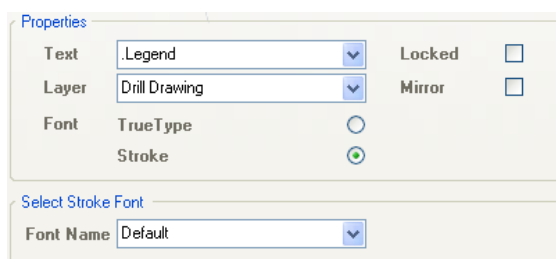 Properties
Text .Legend Locked
Layer Drill Drawing Mirror
Font TrueType
Stroke
Select Stroke Font
Font Name Default